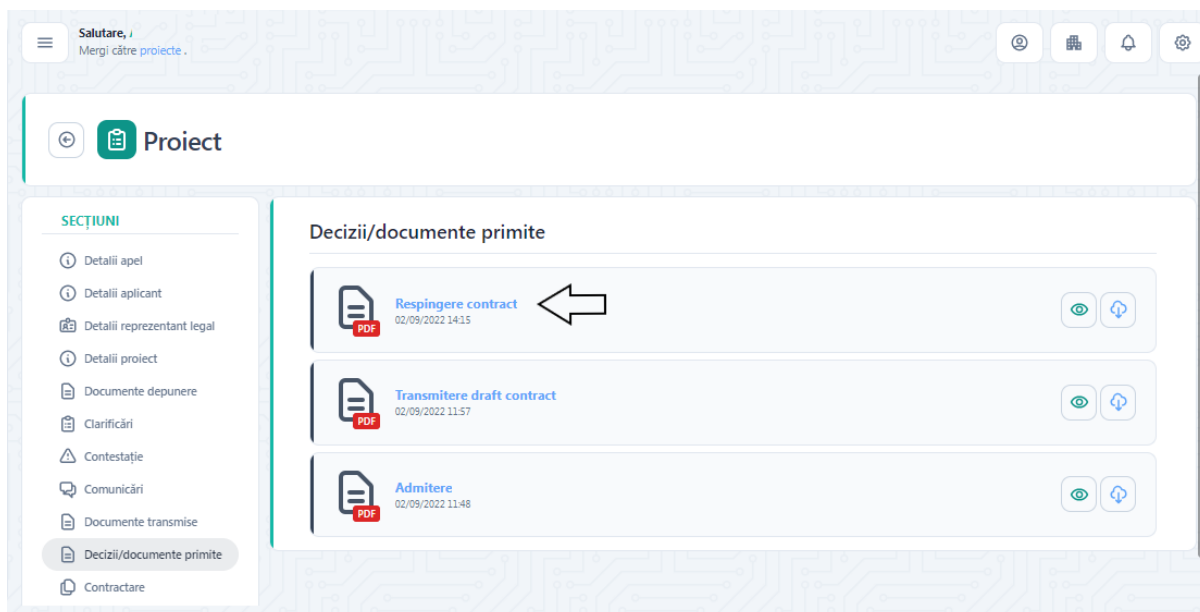 Salutare,
Mergi către proiecte .
Proiect
SECȚIUNI
Detalii apel
Detalii aplicant
Detalii reprezentant legal
Detalii proiect
Documente depunere
Clarificări
Contestație
Comunicări
Documente transmise
Decizii/documente primite
Contractare
Decizii/documente primite
Respingere contract
02/09/2022 14:15
PDF
Transmitere draft contract
02/09/2022 11:57
PDF
Admitere
02/09/2022 11:48
PDF